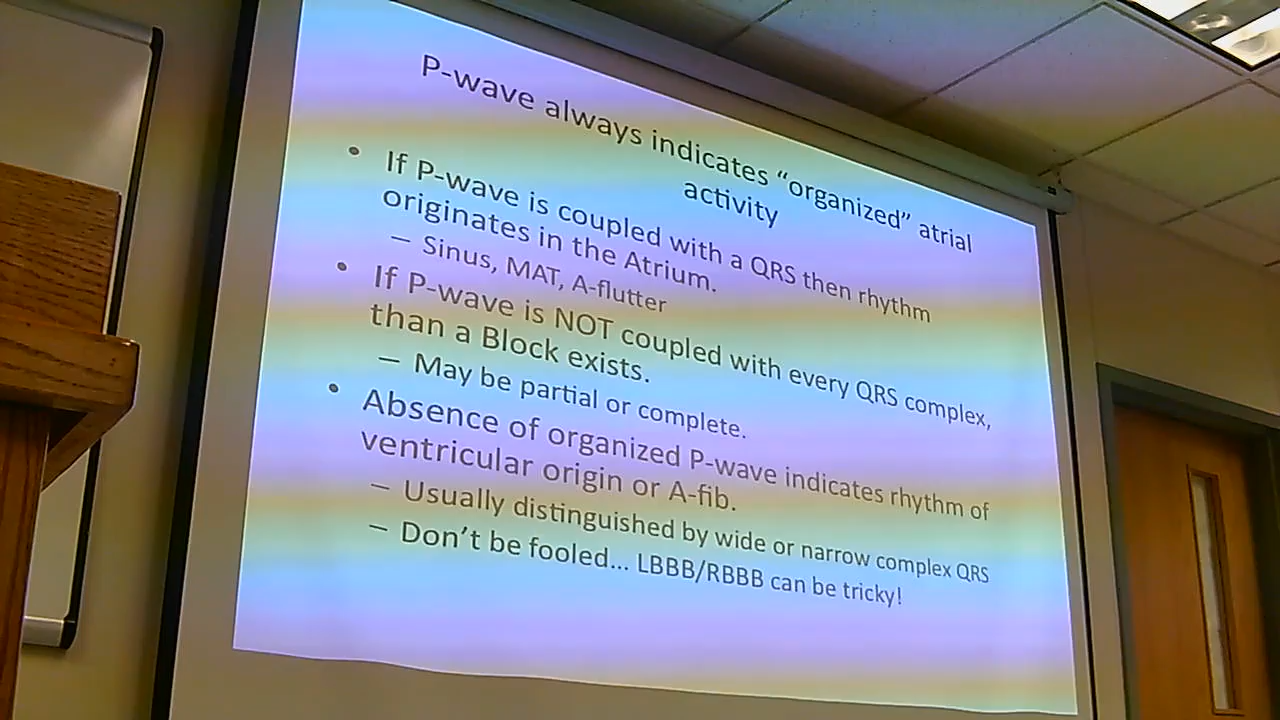 P-wave always indicates “organized” atrial
activity
• If P-wave is coupled with a QRS then rhythm
originates in the Atrium.
– Sinus, MAT, A-flutter
• If P-wave is NOT coupled with every QRS complex,
than a Block exists.
– May be partial or complete.
• Absence of organized P-wave indicates rhythm of
ventricular origin or A-fib.
– Usually distinguished by wide or narrow complex QRS
– Don’t be fooled... LBBB/RBBB can be tricky!